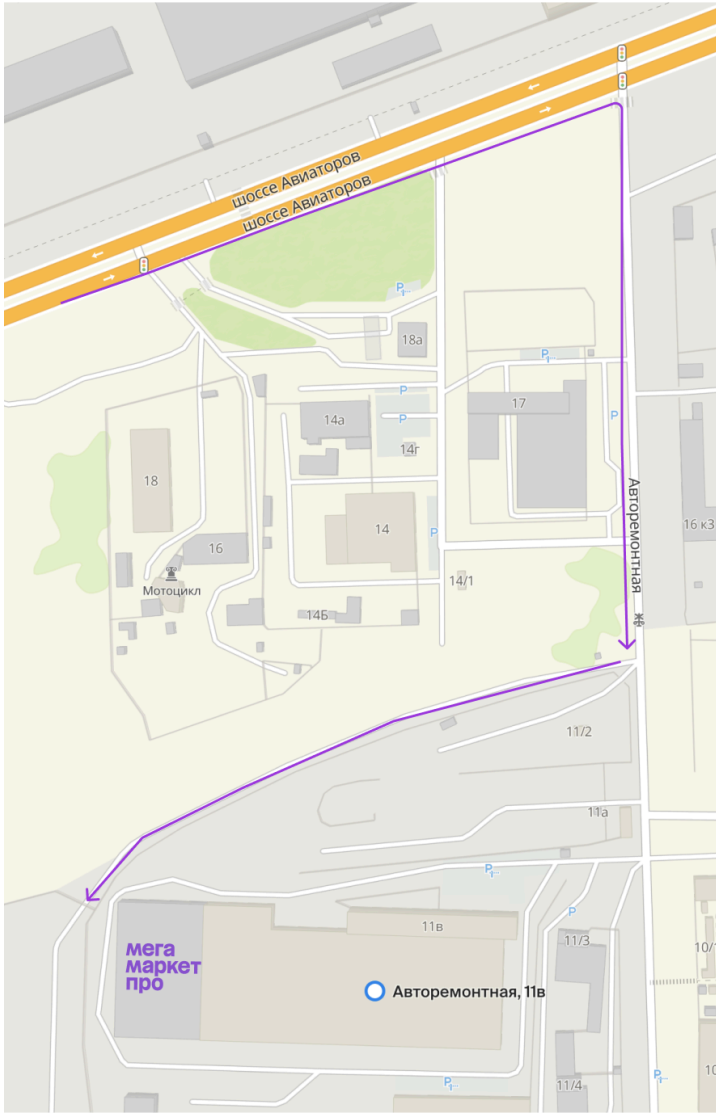 шоссе Авиаторов
шоссе Авиаторов
P
18а
P
17
P
14а
P
P
14г
18
Авторемонтная
16 к3
14
P
16
14/1
Мотоцикл
14Б
11/2
11а
P
P
11в
11/3
10/1
мега
маркет
про
Авторемонтная, 11в
P
11/4
P
10